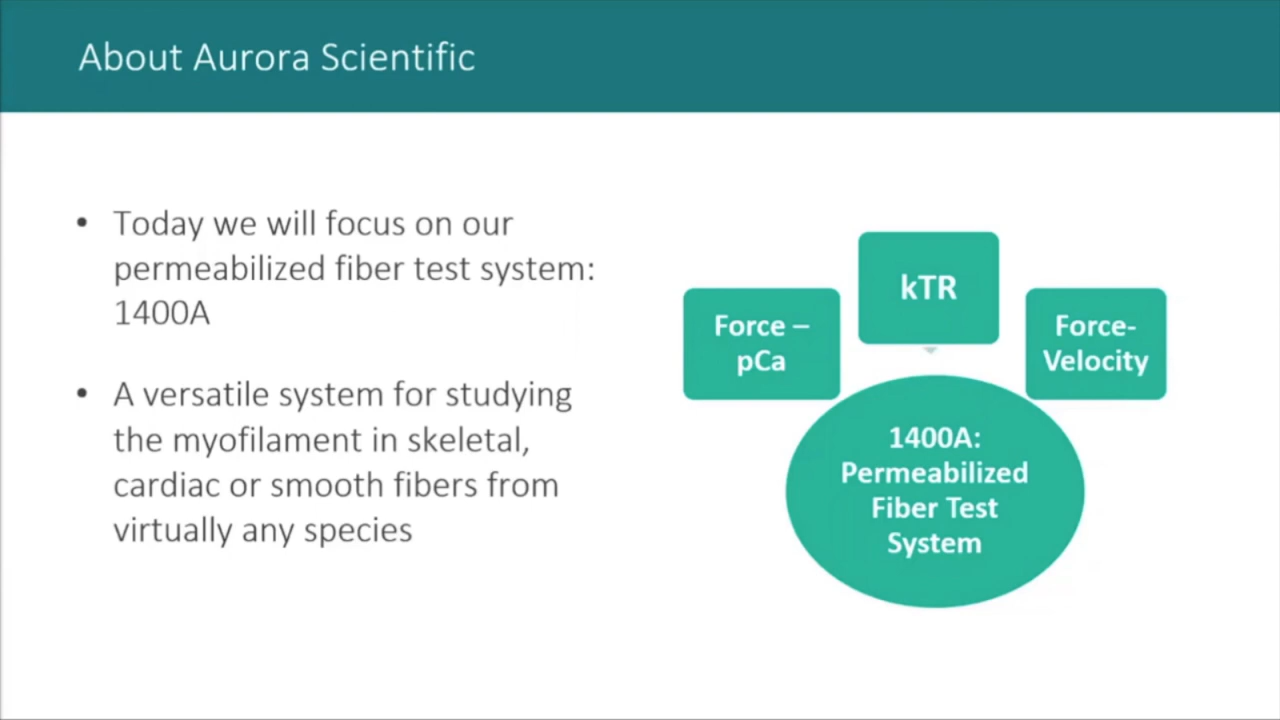 About Aurora Scientific
• Today we will focus on our
permeabilized fiber test system:
1400A
• A versatile system for studying
the myofilament in skeletal,
cardiac or smooth fibers from
virtually any species
Force –
pCa
kTR
Force-
Velocity
1400A:
Permeabilized
Fiber Test
System